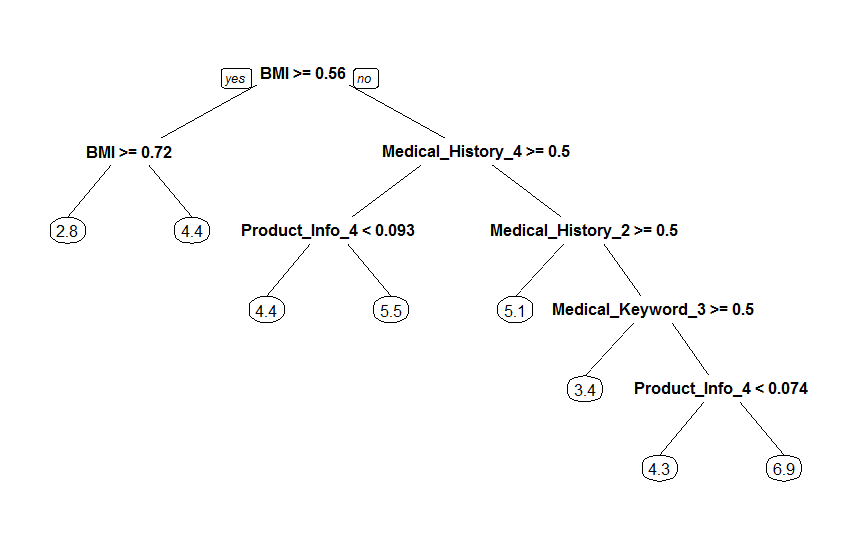 yes BMI >= 0.56 no
BMI >= 0.72 Medical_History_4 >= 0.5
2.8 4.4 Product_Info_4 < 0.093 Medical_History_2 >= 0.5
4.4 5.5 5.1 Medical_Keyword_3 >= 0.5
3.4 Product_Info_4 < 0.074
4.3 6.9